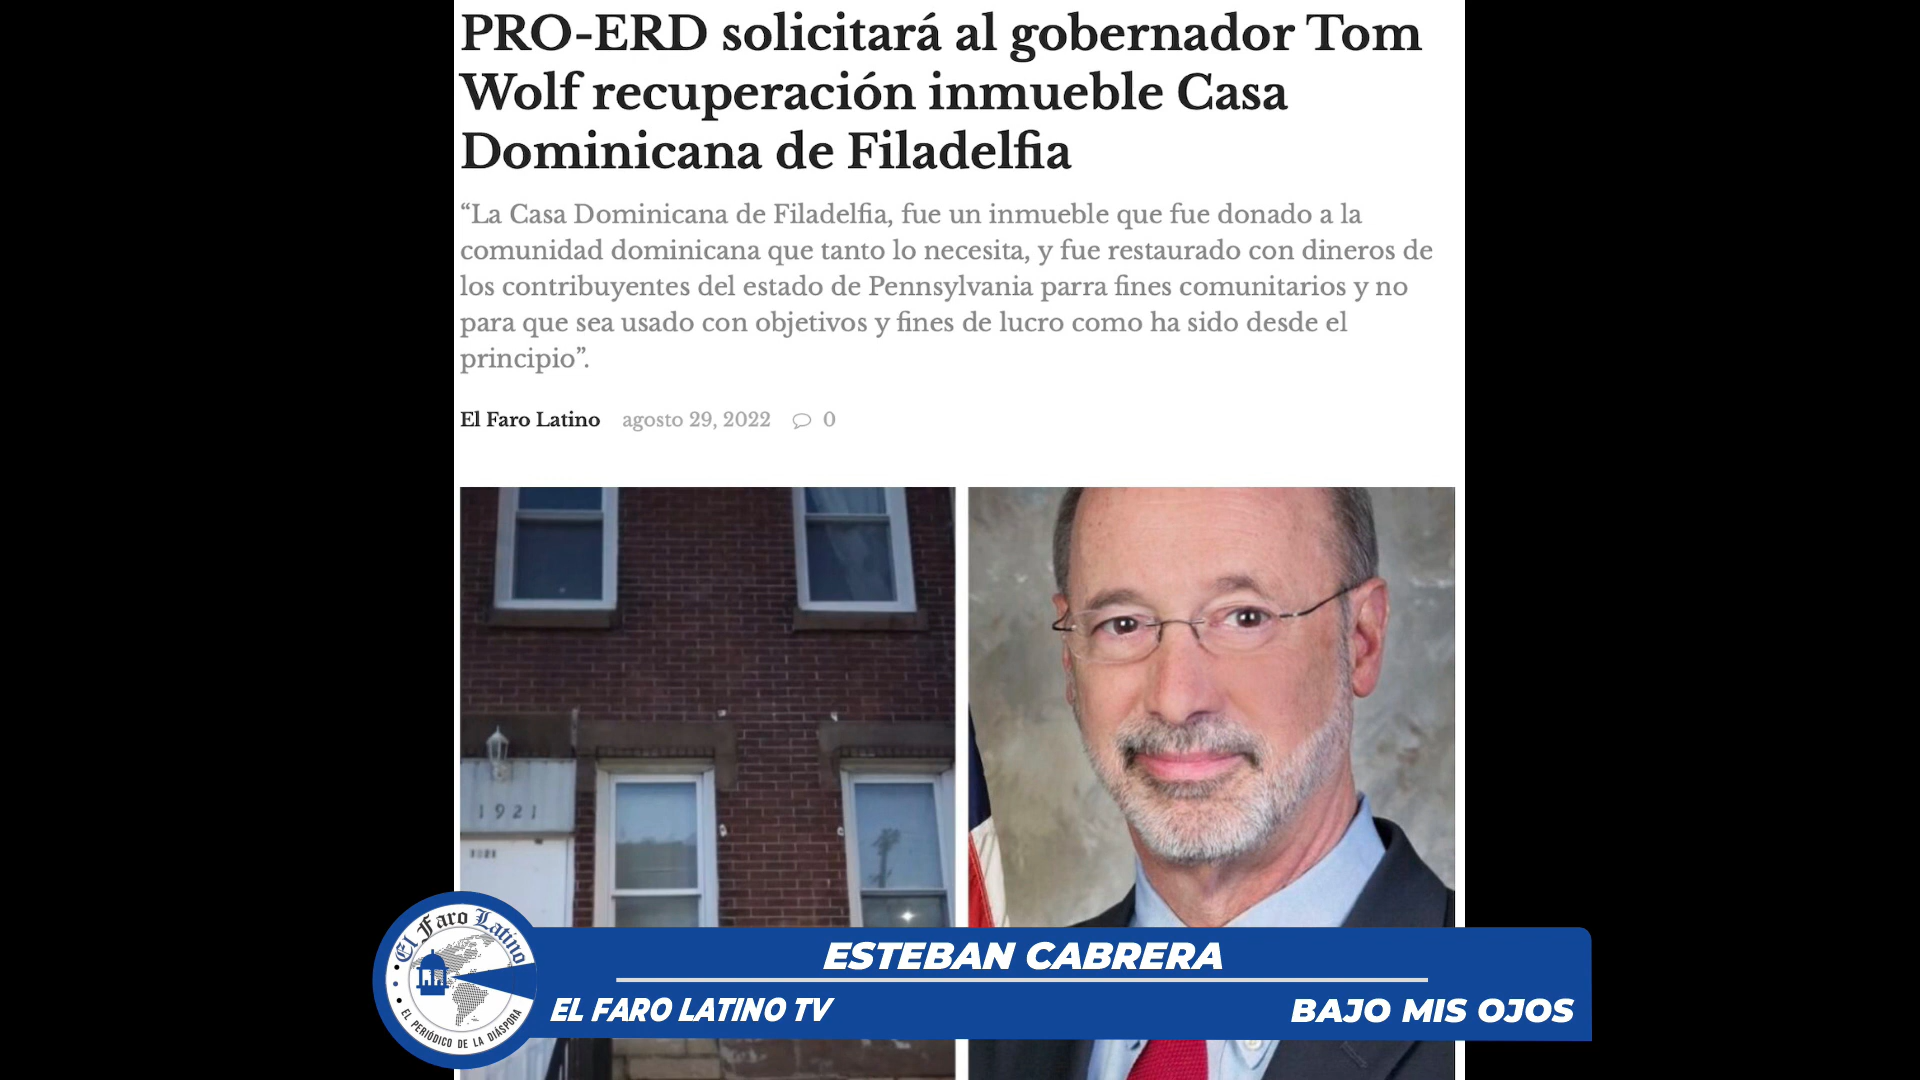 PRO-ERD solicitará al gobernador Tom
Wolf recuperación inmueble Casa
Dominicana de Filadelfia
“La Casa Dominicana de Filadelfia, fue un inmueble que fue donado a la
comunidad dominicana que tanto lo necesita, y fue restaurado con dineros de
los contribuyentes del estado de Pennsylvania parra fines comunitarios y no
para que sea usado con objetivos y fines de lucro como ha sido desde el
principio”.
El Faro Latino agosto 29, 2022 0
1921
El Faro Latino
EL PERIÓDICO DE LA DIÁSPORA
ESTEBAN CABRERA
EL FARO LATINO TV
BAJO MIS OJOS